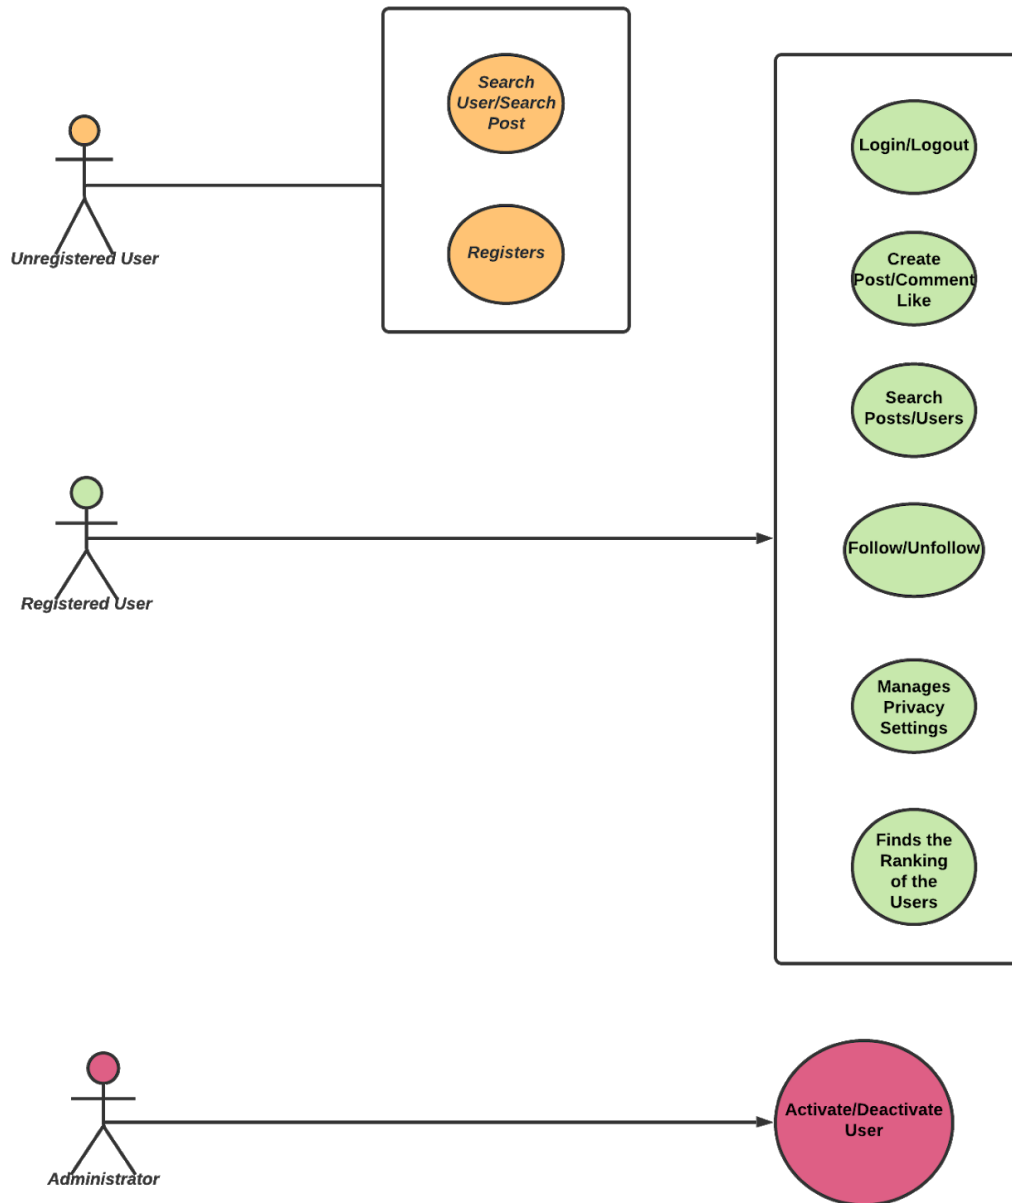 Search
User/Search
Post
Registers
Unregistered User
Login/Logout
Create
Post/Comment
Like
Search
Posts/Users
Follow/Unfollow
Manages
Privacy
Settings
Finds the
Ranking
of the
Users
Registered User
Activate/Deactivate
User
Administrator